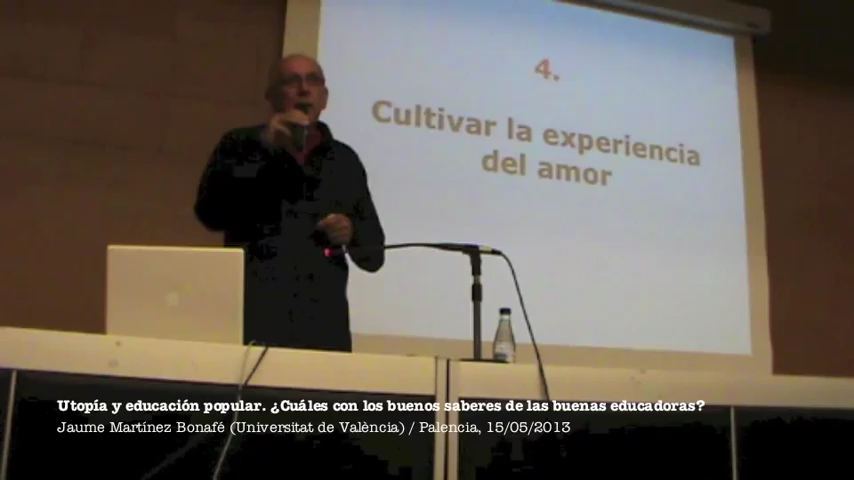 4.
Cultivar la experiencia
del amor
Utopía y educación popular. ¿Cuáles con los buenos saberes de las buenas educadoras?
Jaume Martínez Bonafé (Universitat de València) / Palencia, 15/05/2013